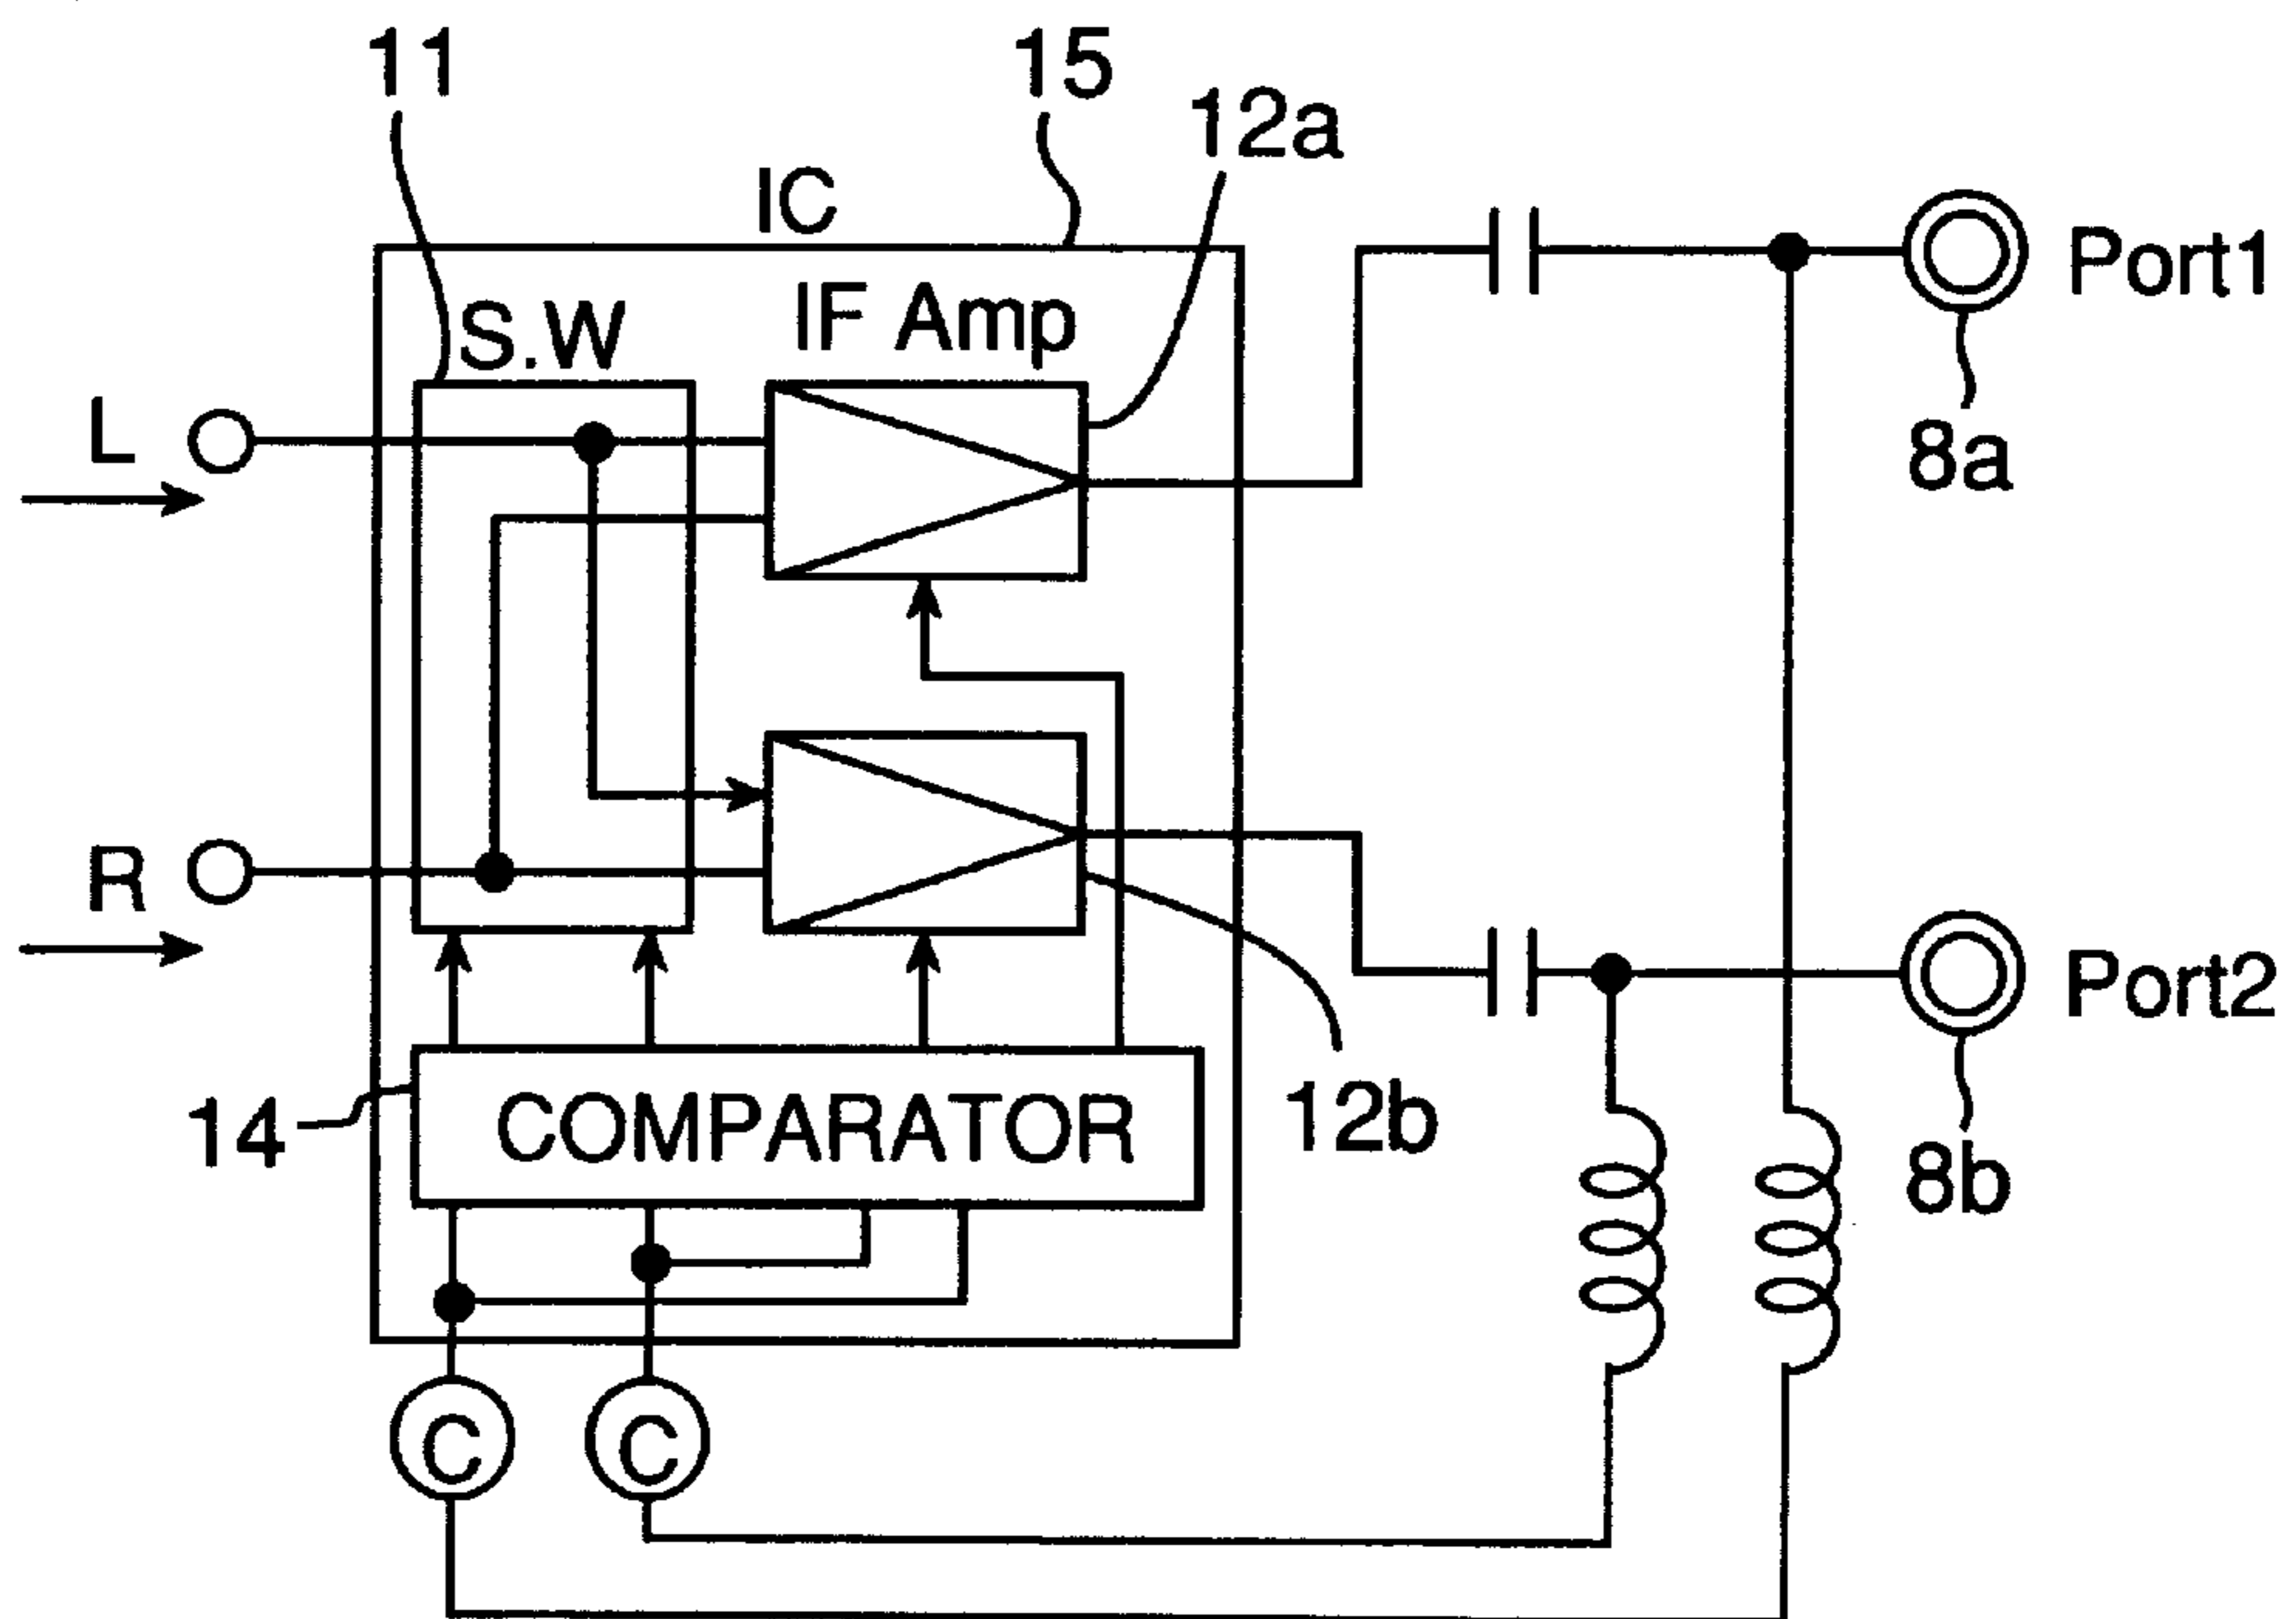 11
15
12a
IC
S.W
IF Amp
Port1
L
8a
R
Port2
14
COMPARATOR
12b
8b
C
C